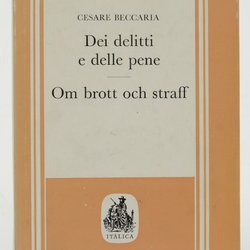 CESARE BECCARIA
Dei delitti
e delle pene
Om brott och straff
ITALICA